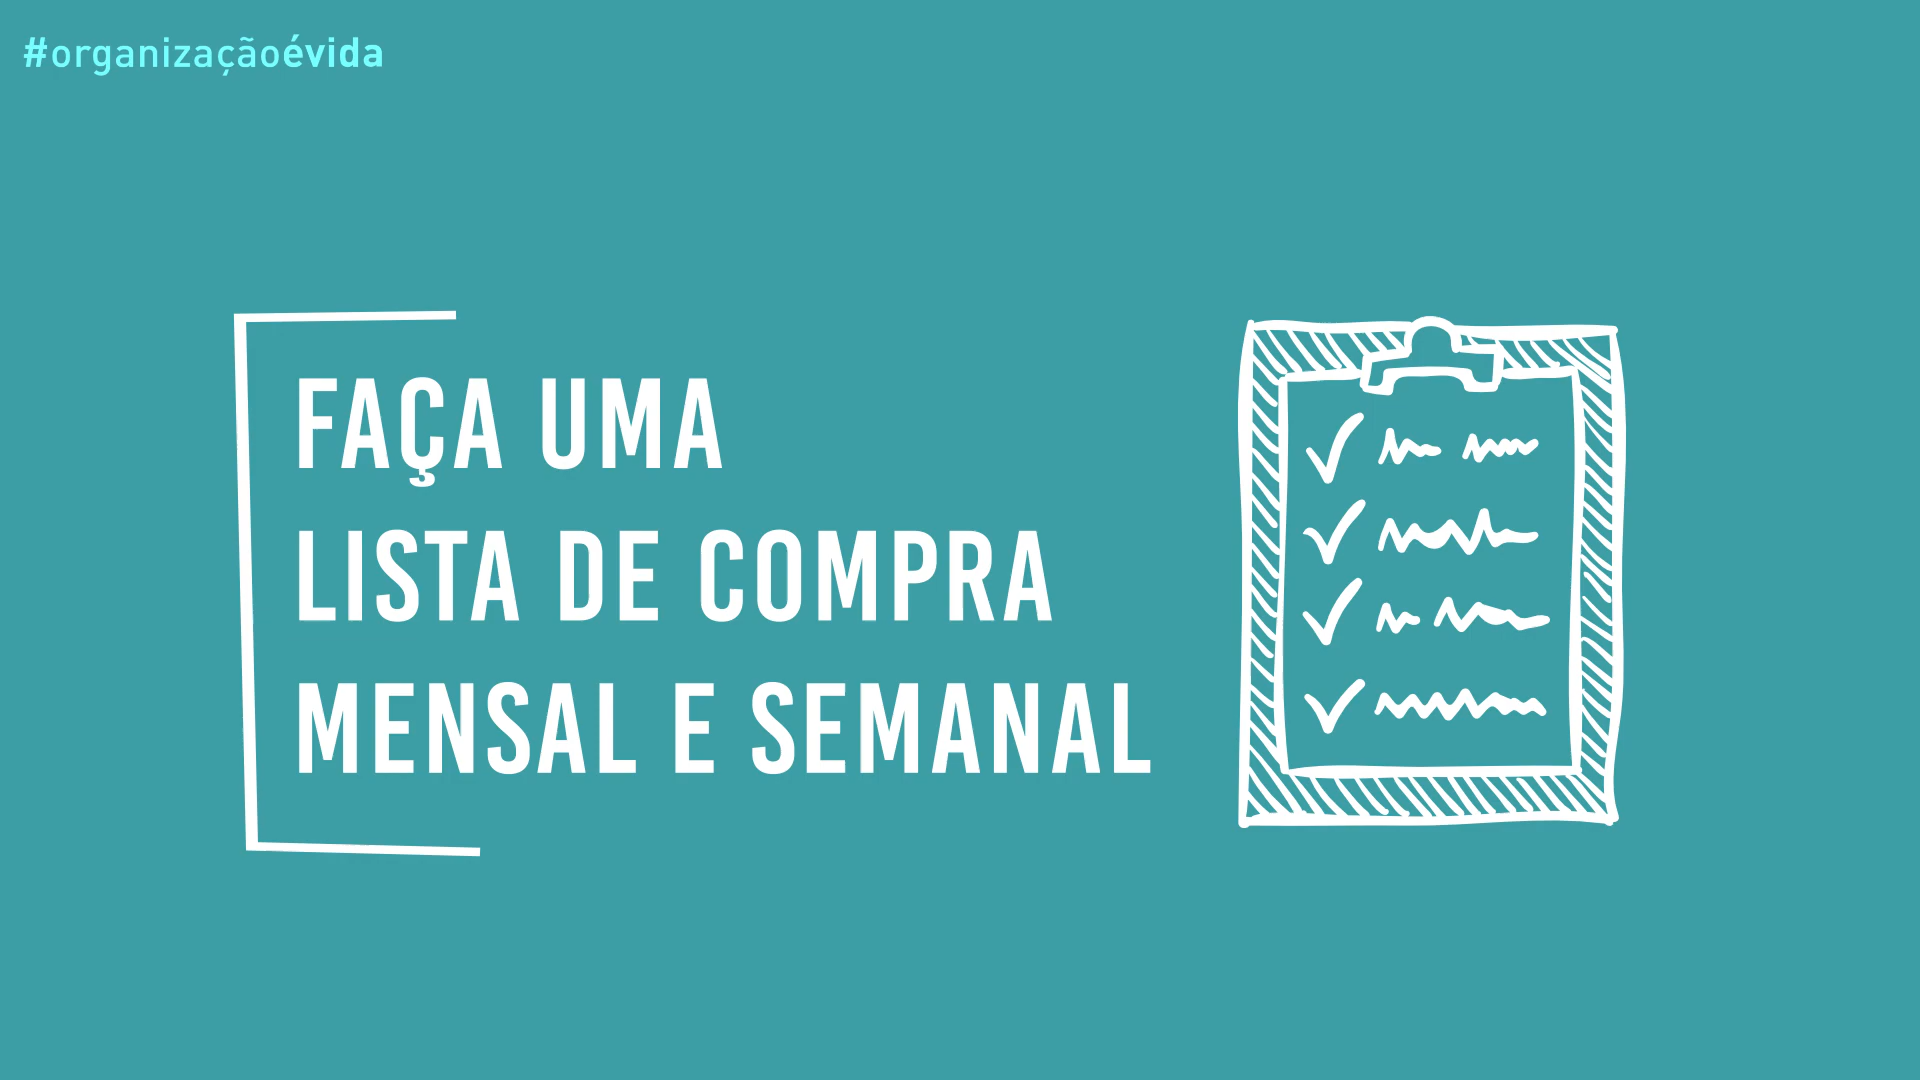 #organizaçãoévida
FAÇA UMA
LISTA DE COMPRA
MENSAL E SEMANAL